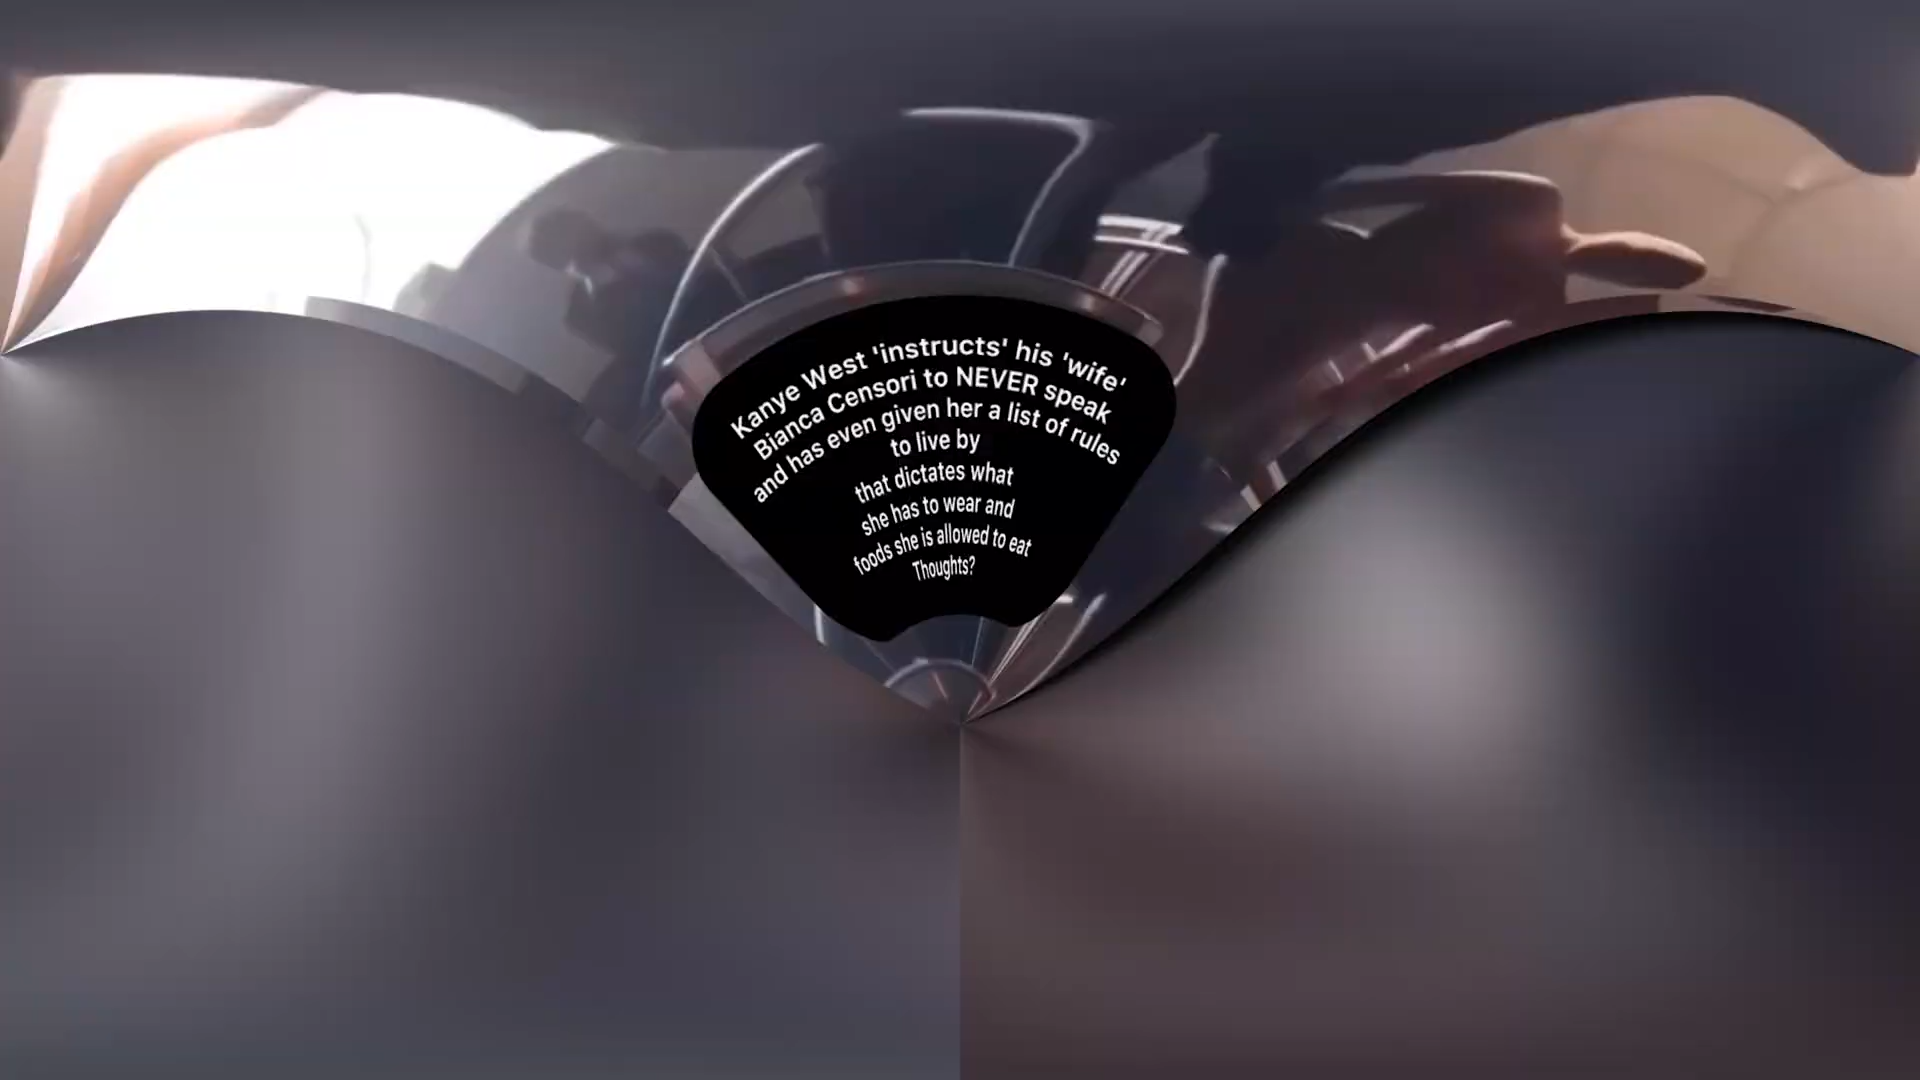 Kanye West 'instructs' his 'wife'
Bianca Censori to NEVER speak
and has even given her a list of rules
to live by
that dictates what
she has to wear and
foods she is allowed to eat
Thoughts?